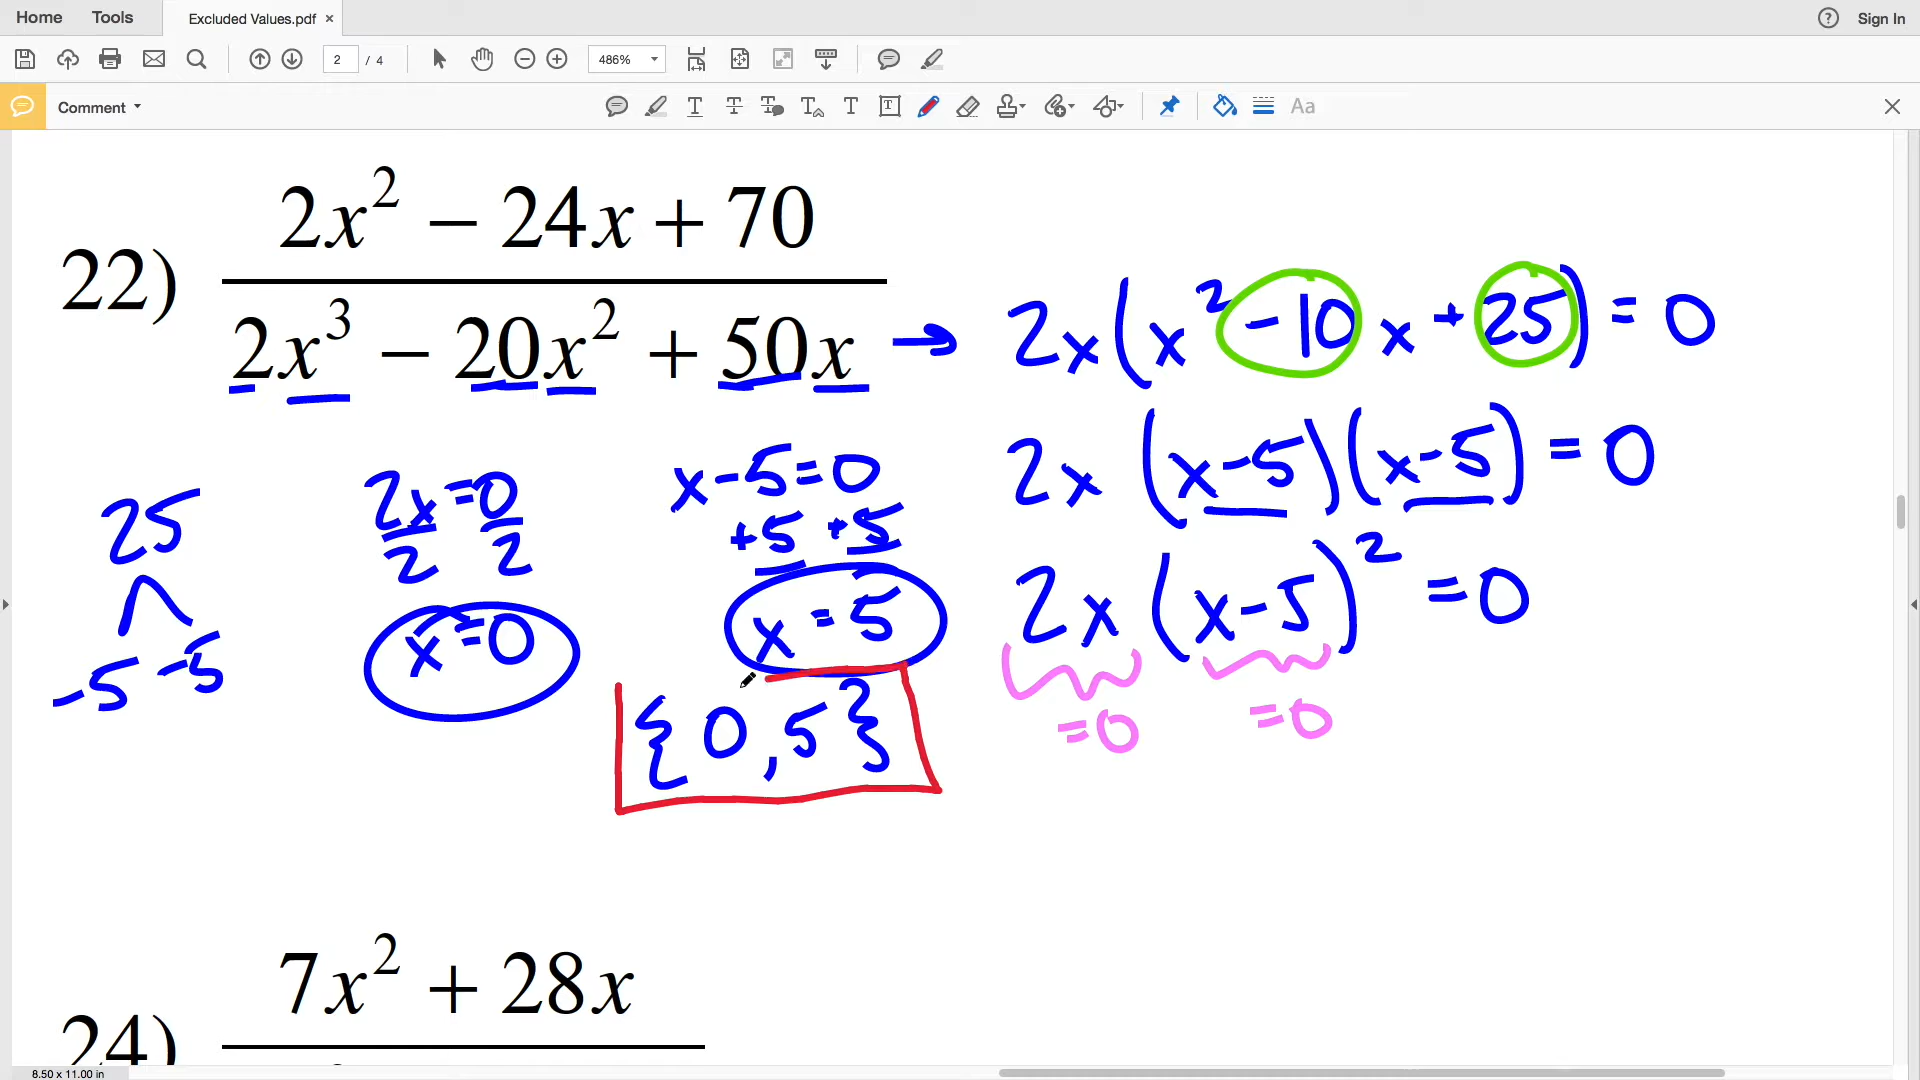 Home Tools Excluded Values.pdf × ? Sign In
2 / 4 486%
Comment T T T T T T Aa
22) 2x² − 24x + 70
2x³ − 20x² + 50x → 2x(x² −10x +25) = 0
2x (x-5)(x-5) = 0
2x (x-5)² = 0
=0 =0
25
-5 -5
2x=0
2 2
x=0
x-5=0
+5 +5
x=5
{0,5}
24) 7x² + 28x
8.50 x 11.00 in